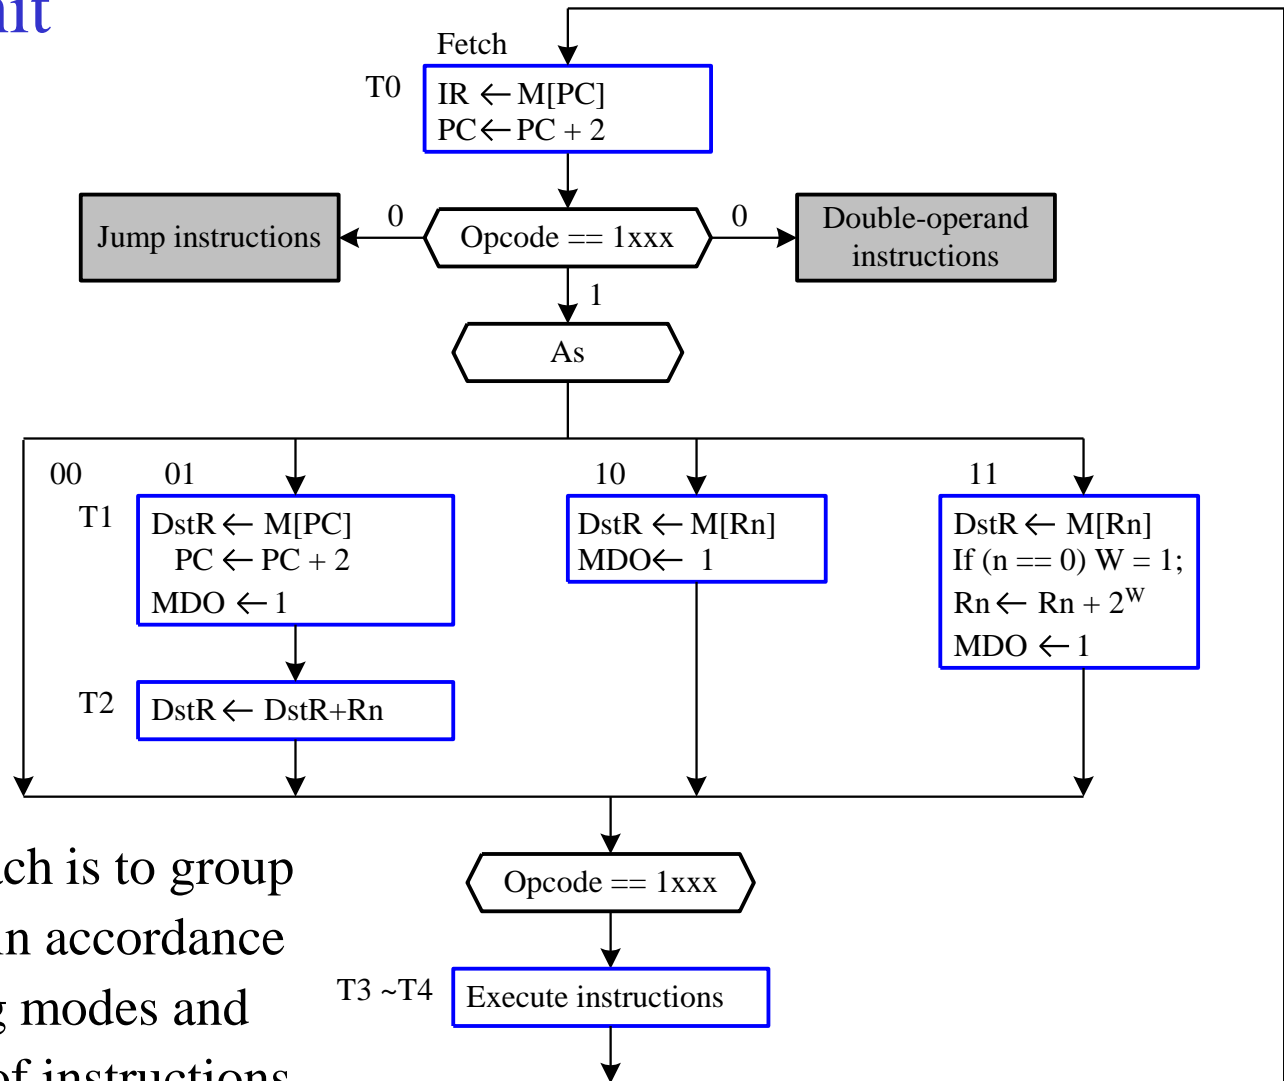 Fetch
T0
IR ← M[PC]
PC ← PC + 2
Jump instructions
0
Opcode == 1xxx
0
Double-operand
instructions
1
As
00
01
10
11
T1
DstR ← M[PC]
PC ← PC + 2
MDO ← 1
DstR ← M[Rn]
MDO ← 1
DstR ← M[Rn]
If (n == 0) W = 1;
Rn ← Rn + 2^W
MDO ← 1
T2
DstR ← DstR+Rn
Opcode == 1xxx
is to group
in accordance
modes and
of instructions
T3 ~T4
Execute instructions